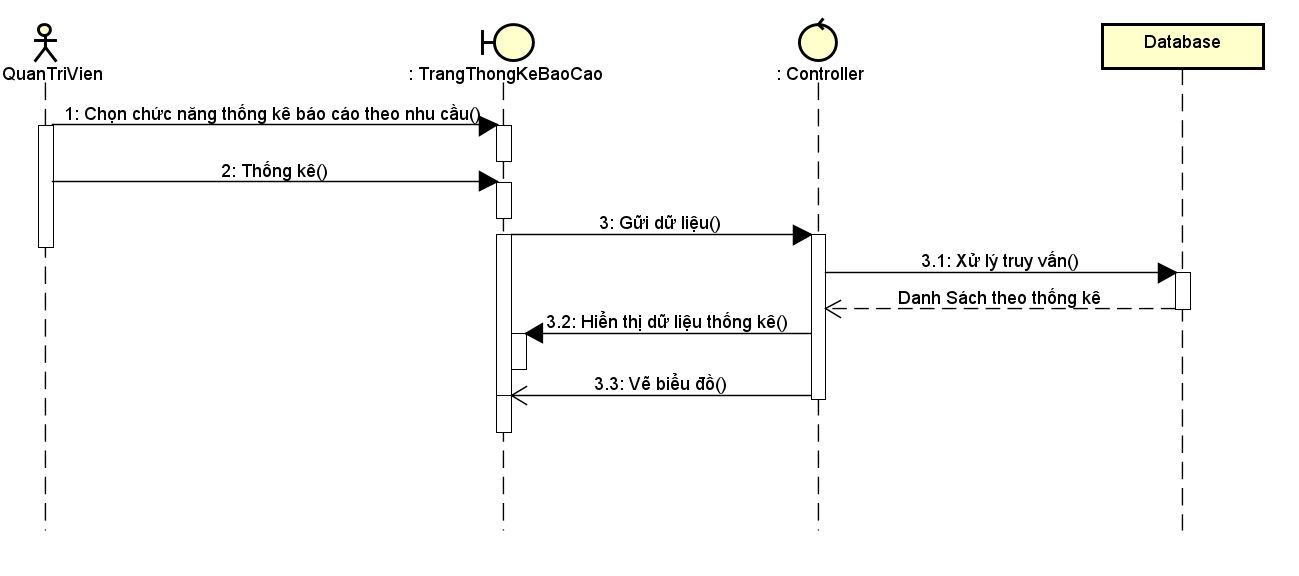 Database
QuanTriVien
: TrangThongKeBaoCao
: Controller
1: Chọn chức năng thống kê báo cáo theo nhu cầu()
2: Thống kê()
3: Gữi dữ liệu()
3.1: Xử lý truy vấn()
Danh Sách theo thống kê
3.2: Hiển thị dữ liệu thống kê()
3.3: Vẽ biểu đồ()